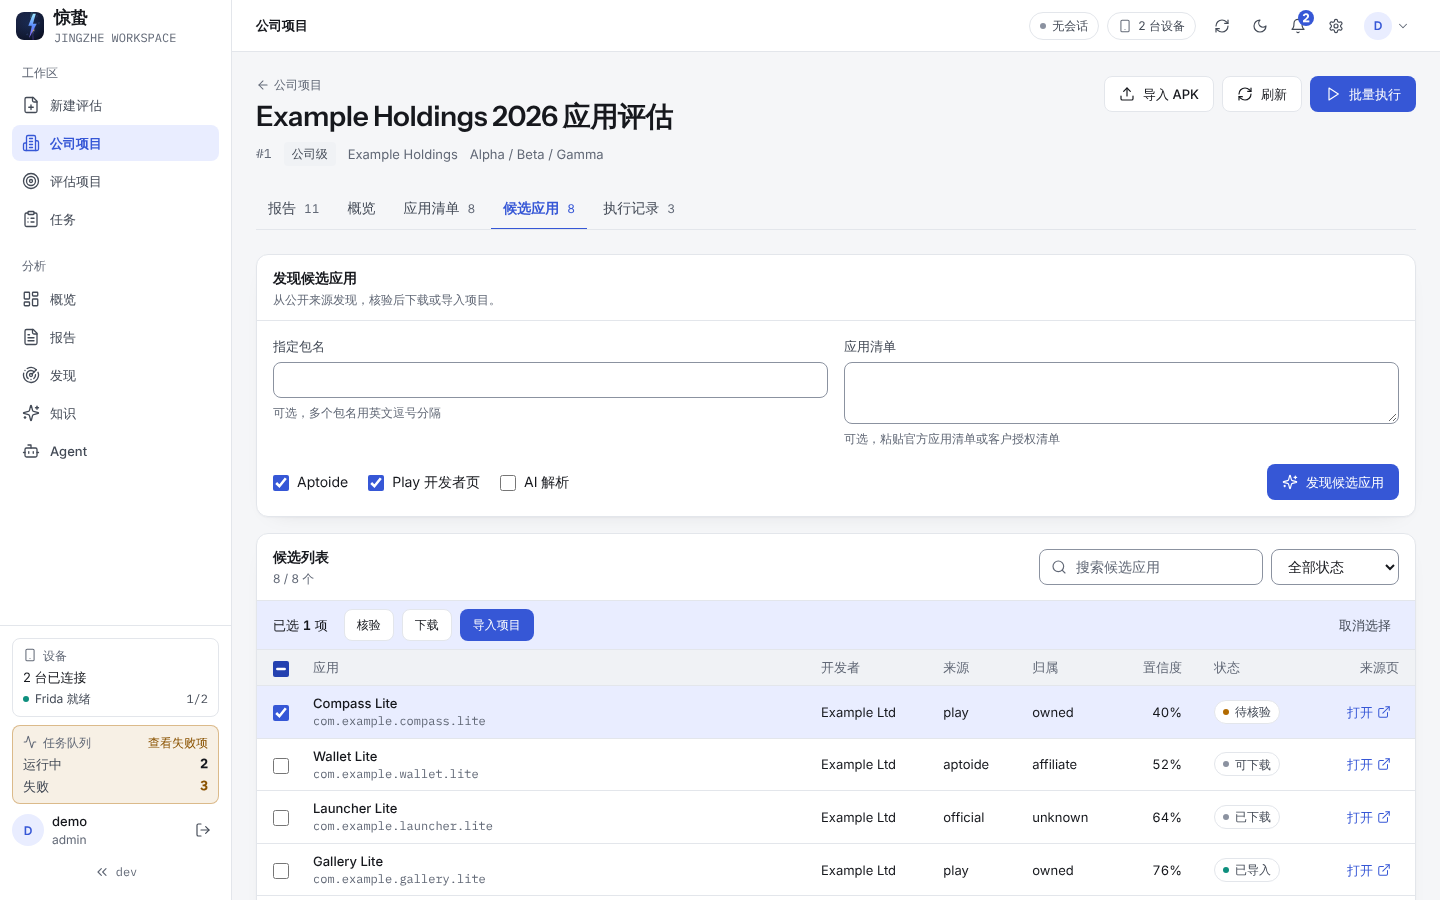 惊蛰
JINGZHE WORKSPACE
工作区
新建评估
公司项目
评估项目
任务
分析
概览
报告
发现
知识
Agent
设备
2 台已连接
Frida 就绪 1/2
任务队列 查看失败项
运行中 2
失败 3
D demo
admin
dev
公司项目
无会话 2 台设备 2 D
公司项目
导入 APK 刷新 批量执行
Example Holdings 2026 应用评估
#1 公司级 Example Holdings Alpha / Beta / Gamma
报告 11 概览 应用清单 8 候选应用 8 执行记录 3
发现候选应用
从公开来源发现，核验后下载或导入项目。
指定包名 应用清单
可选，多个包名用英文逗号分隔
可选，粘贴官方应用清单或客户授权清单
Aptoide Play 开发者页 AI 解析 发现候选应用
候选列表
8 / 8 个
搜索候选应用 全部状态
已选 1 项 核验 下载 导入项目 取消选择
应用 开发者 来源 归属 置信度 状态 来源页
Compass Lite
com.example.compass.lite
Example Ltd play owned 40% 待核验 打开
Wallet Lite
com.example.wallet.lite
Example Ltd aptoide affiliate 52% 可下载 打开
Launcher Lite
com.example.launcher.lite
Example Ltd official unknown 64% 已下载 打开
Gallery Lite
com.example.gallery.lite
Example Ltd play owned 76% 已导入 打开